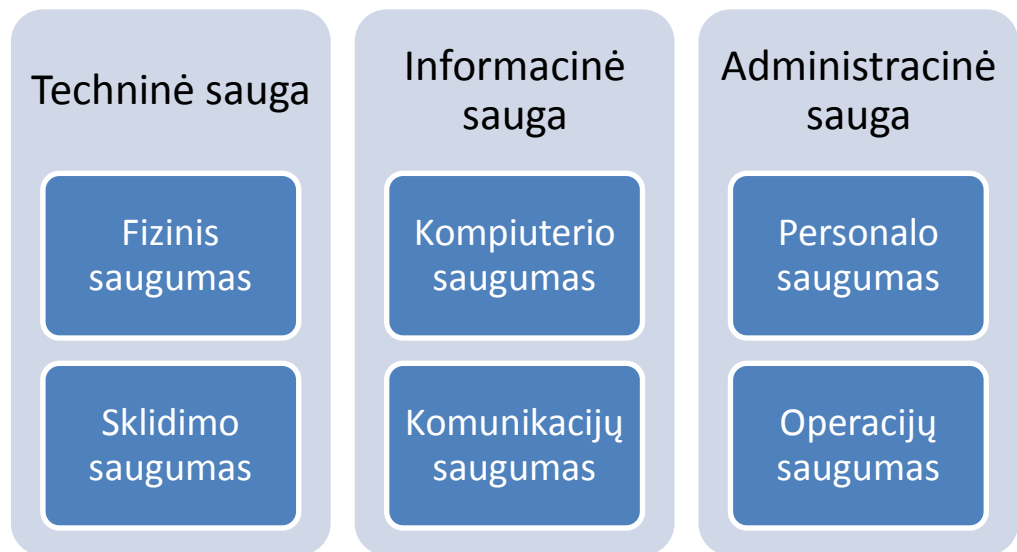 Techninė sauga
Fizinis
saugumas
Sklidimo
saugumas
Informacinė
sauga
Kompiuterio
saugumas
Komunikacijų
saugumas
Administracinė
sauga
Personalo
saugumas
Operacijų
saugumas